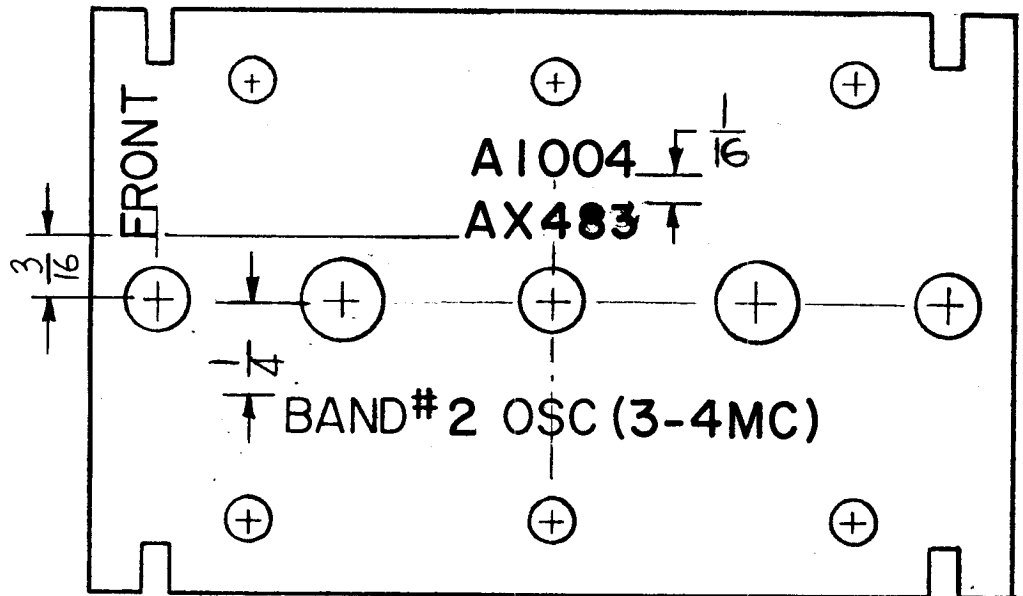 FRONT
A1004
1/16
AX483
3/16
1/4
BAND #2 OSC (3-4MC)